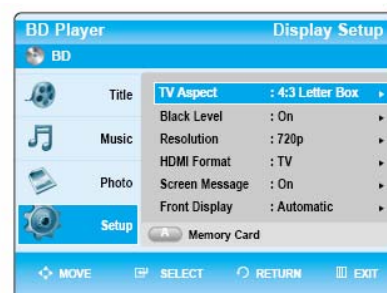 BD Player Display Setup
BD
Title
Music
Photo
Setup
TV Aspect : 4:3 Letter Box
Black Level : On
Resolution : 720p
HDMI Format : TV
Screen Message : On
Front Display : Automatic
A Memory Card
MOVE SELECT RETURN EXIT